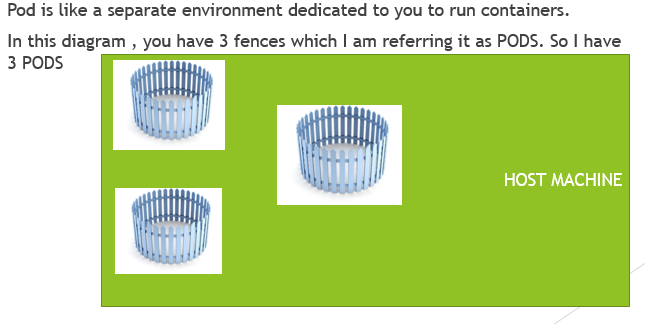 Pod is like a separate environment dedicated to you to run containers.
In this diagram , you have 3 fences which I am referring it as PODS. So I have
3 PODS
HOST MACHINE